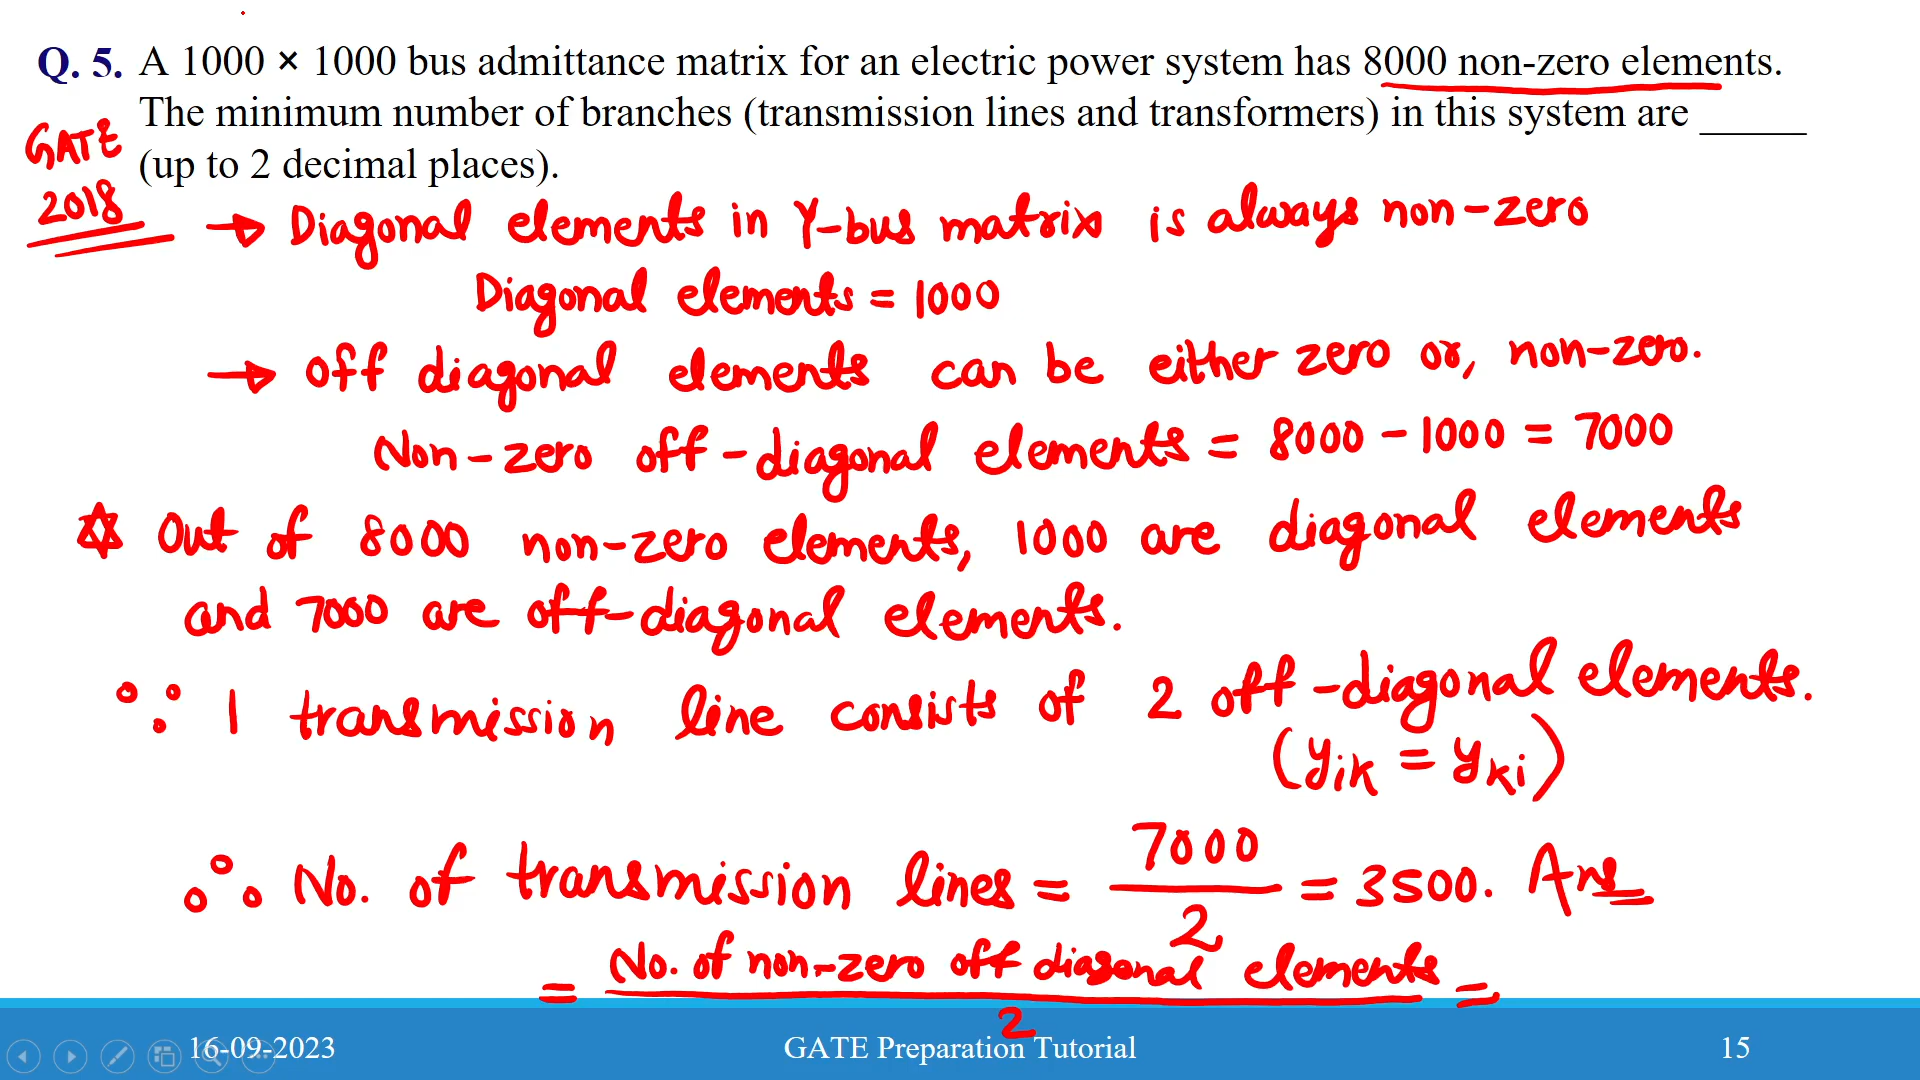 Q. 5. A 1000 × 1000 bus admittance matrix for an electric power system has 8000 non-zero elements.
The minimum number of branches (transmission lines and transformers) in this system are _____
(up to 2 decimal places).
GATE
2018
→ Diagonal elements in Y-bus matrix is always non-zero
Diagonal elements = 1000
→ off diagonal elements can be either zero or, non-zero.
Non-zero off-diagonal elements = 8000 - 1000 = 7000
✡ Out of 8000 non-zero elements, 1000 are diagonal elements
and 7000 are off-diagonal elements.
∵ 1 transmission line consists of 2 off-diagonal elements.
(yik = yki)
∴ No. of transmission lines = 7000/2 = 3500. Ans
= No. of non-zero off diagonal elements / 2 =
16-09-2023 GATE Preparation Tutorial 15